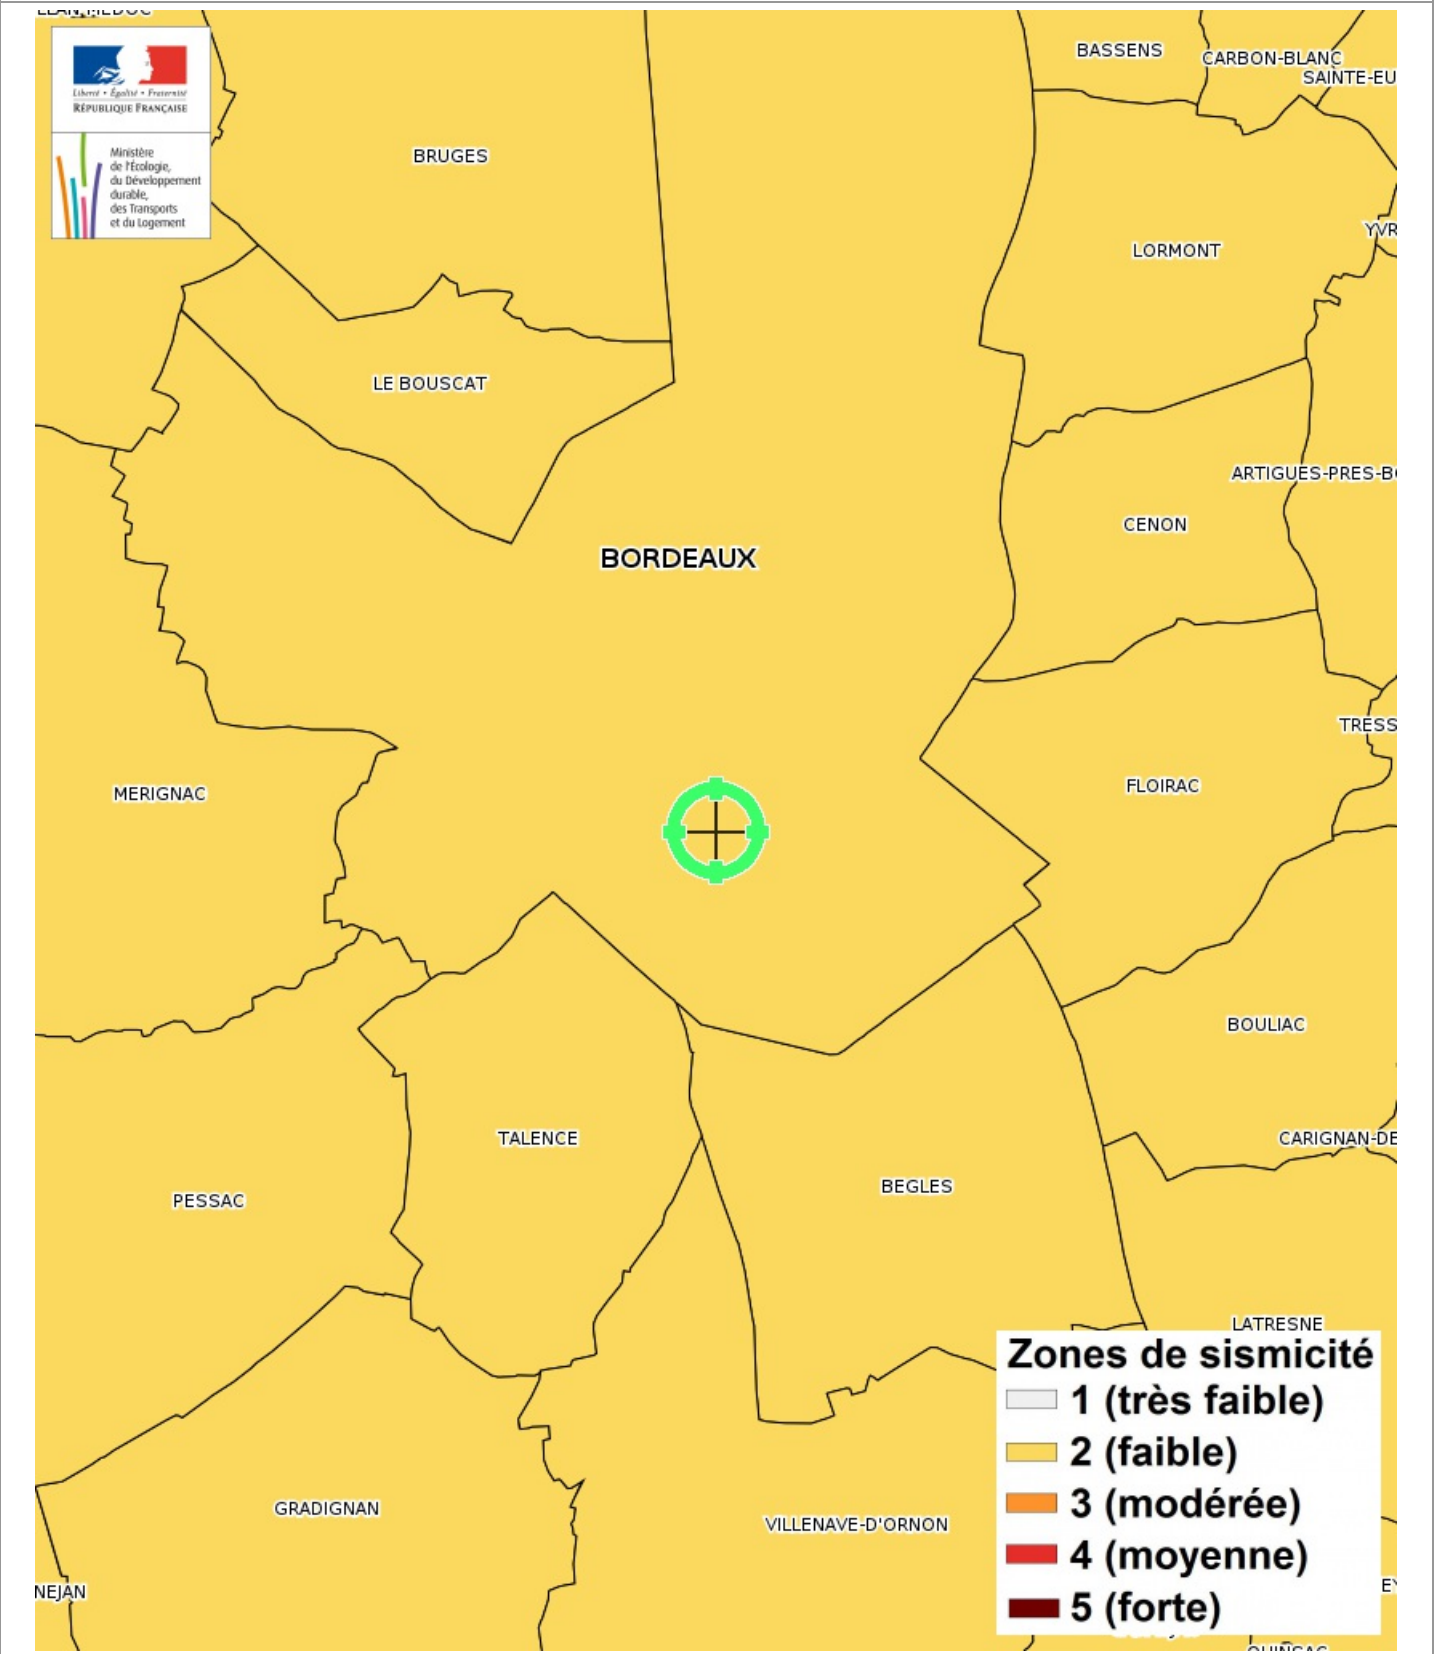 BASSENS
CARBON-BLANC
SAINTE-EU
Liberté • Égalité • Fraternité
RÉPUBLIQUE FRANÇAISE
Ministère
de l'Écologie,
du Développement
durable,
des Transports
et du Logement
BRUGES
YVR
LORMONT
LE BOUSCAT
ARTIGUES-PRES-B
CENON
BORDEAUX
TRESS
MERIGNAC
FLOIRAC
BOULIAC
TALENCE
CARIGNAN-DE
BEGLES
PESSAC
LATRESNE
Zones de sismicité
1 (très faible)
2 (faible)
3 (modérée)
4 (moyenne)
5 (forte)
GRADIGNAN
VILLENAVE-D'ORNON
NEJAN